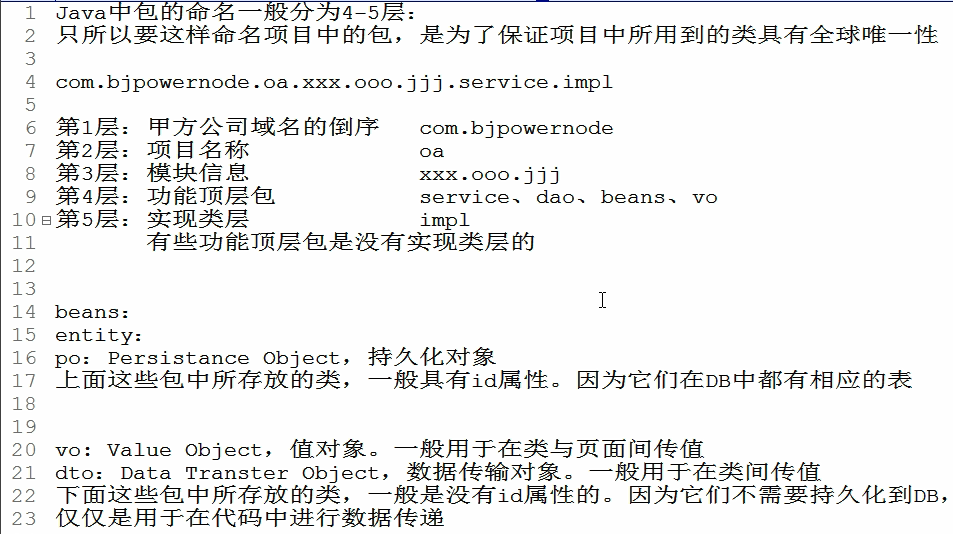 1 Java中包的命名一般分为4-5层：
2 只所以要这样命名项目中的包，是为了保证项目中所用到的类具有全球唯一性
3
4 com.bjpowernode.oa.xxx.ooo.jjj.service.impl
5
6 第1层：甲方公司域名的倒序 com.bjpowernode
7 第2层：项目名称 oa
8 第3层：模块信息 xxx.ooo.jjj
9 第4层：功能顶层包 service、dao、beans、vo
10 第5层：实现类层 impl
11 有些功能顶层包是没有实现类层的
12
13
14 beans：
15 entity：
16 po：Persistance Object，持久化对象
17 上面这些包中所存放的类，一般具有id属性。因为它们在DB中都有相应的表
18
19
20 vo：Value Object，值对象。一般用于在类与页面间传值
21 dto：Data Transter Object，数据传输对象。一般用于在类间传值
22 下面这些包中所存放的类，一般是没有id属性的。因为它们不需要持久化到DB，
23 仅仅是用于在代码中进行数据传递